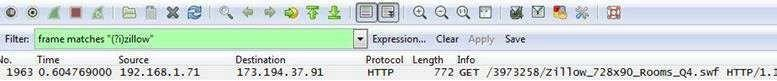 Filter: frame matches "(?i)zillow" Expression... Clear Apply Save
No. Time Source Destination Protocol Length Info
1963 0.604769000 192.168.1.71 173.194.37.91 HTTP 772 GET /3973258/Zillow_728x90_Rooms_Q4.swf HTTP/1.